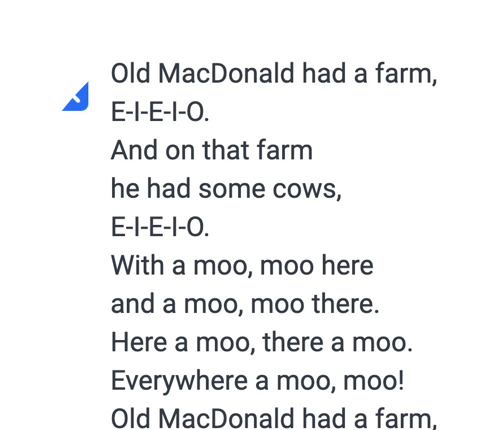 Old MacDonald had a farm,
E-I-E-I-O.
And on that farm
he had some cows,
E-I-E-I-O.
With a moo, moo here
and a moo, moo there.
Here a moo, there a moo.
Everywhere a moo, moo!
Old MacDonald had a farm,